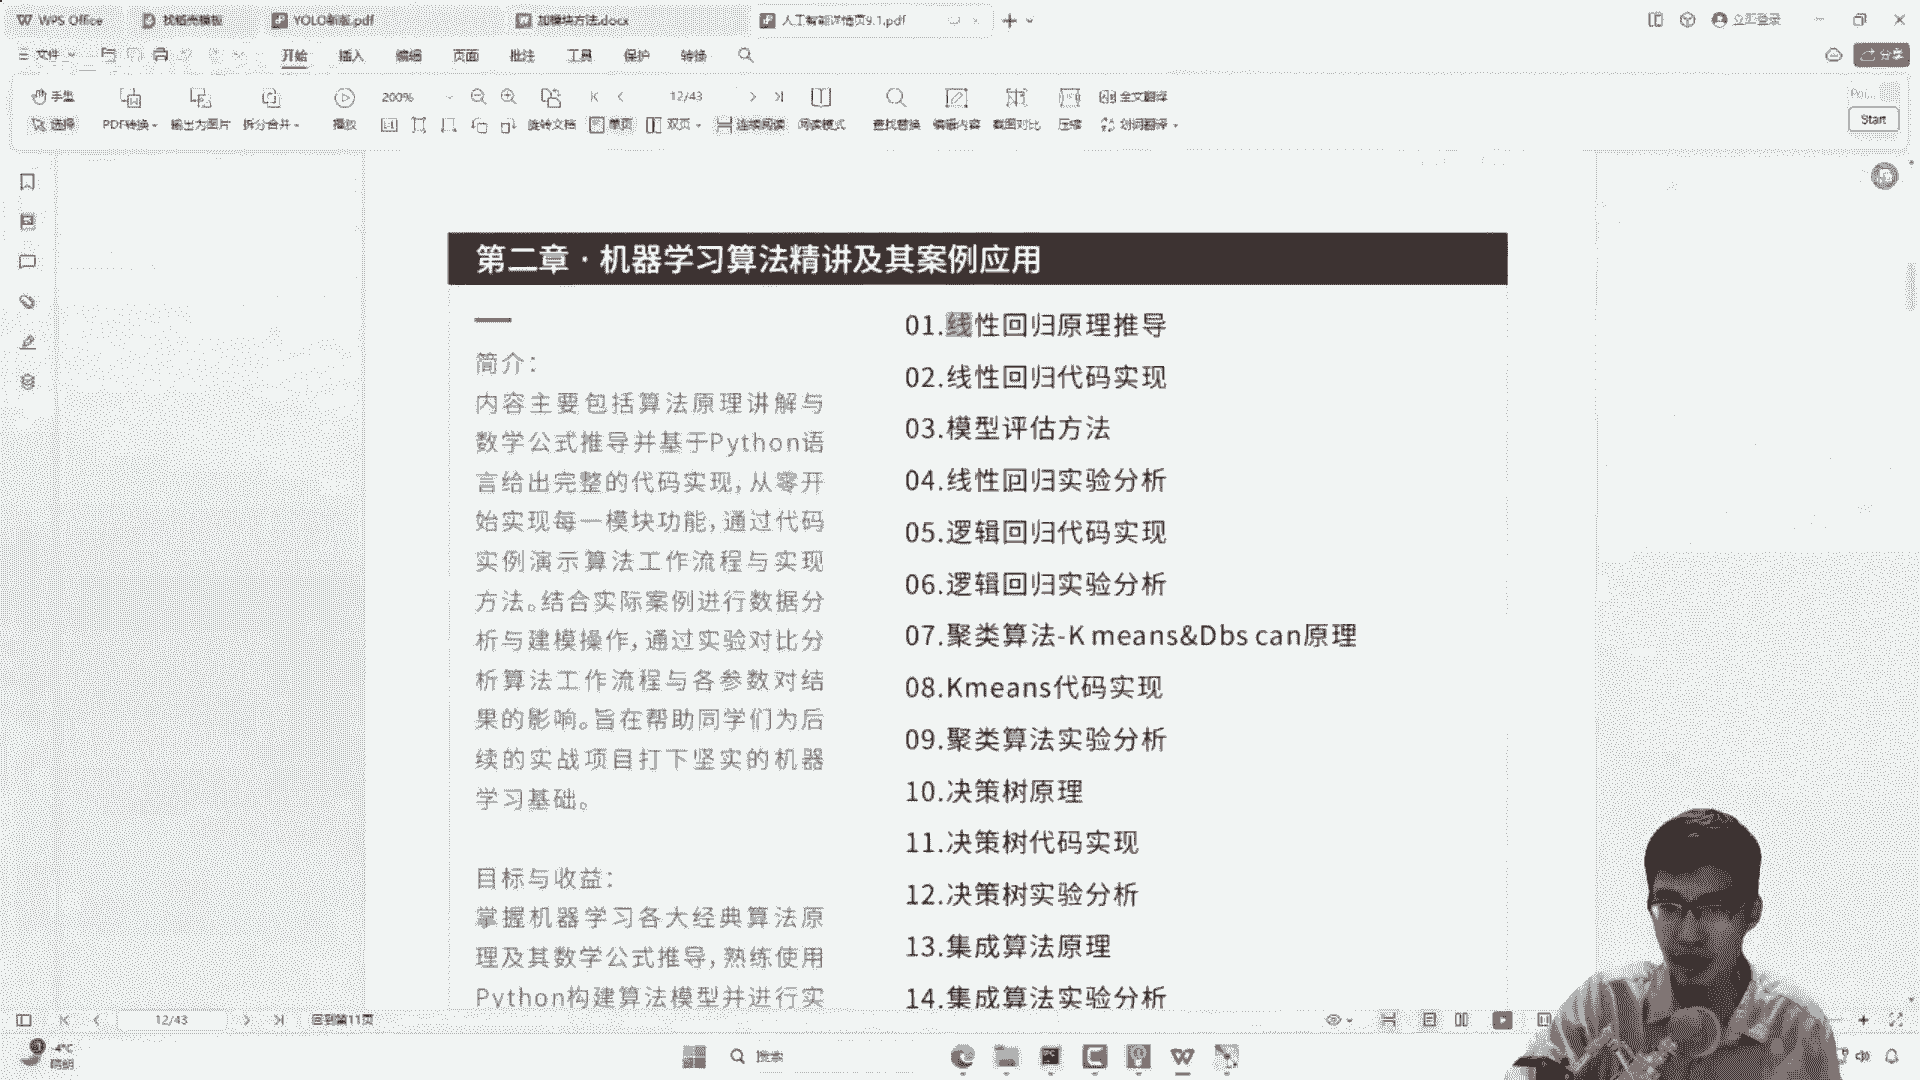 WPS Office
找稻壳模板
YOLO新版.pdf
加模块方法.docx
人工智能详情页9.1.pdf
立即登录
文件
开始
插入
编辑
页面
批注
工具
保护
转换
分享
手型
200%
12/43
全文翻译
选择
PDF转换
输出为图片
拆分合并
播放
旋转文档
单页
双页
连续阅读
阅读模式
查找替换
编辑内容
截图对比
压缩
划词翻译
Start
第二章·机器学习算法精讲及其案例应用
简介：
内容主要包括算法原理讲解与
数学公式推导并基于Python语
言给出完整的代码实现，从零开
始实现每一模块功能，通过代码
实例演示算法工作流程与实现
方法。结合实际案例进行数据分
析与建模操作，通过实验对比分
析算法工作流程与各参数对结
果的影响。旨在帮助同学们为后
续的实战项目打下坚实的机器
学习基础。
目标与收益：
掌握机器学习各大经典算法原
理及其数学公式推导，熟练使用
Python构建算法模型并进行实
01.线性回归原理推导
02.线性回归代码实现
03.模型评估方法
04.线性回归实验分析
05.逻辑回归代码实现
06.逻辑回归实验分析
07.聚类算法-K means&Dbs can原理
08.Kmeans代码实现
09.聚类算法实验分析
10.决策树原理
11.决策树代码实现
12.决策树实验分析
13.集成算法原理
14.集成算法实验分析
12/43
回到第11页
-4°C
搜索